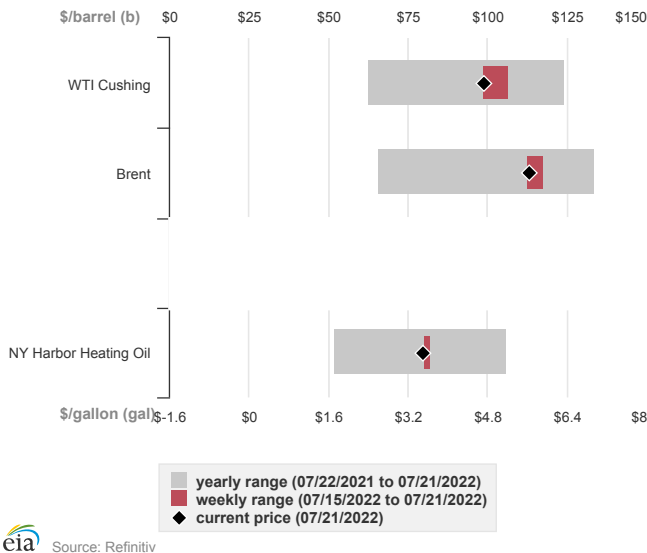 $/barrel (b) $0 $25 $50 $75 $100 $125 $150
WTI Cushing
Brent
NY Harbor Heating Oil
$/gallon (gal) $-1.6 $0 $1.6 $3.2 $4.8 $6.4 $8
yearly range (07/22/2021 to 07/21/2022)
weekly range (07/15/2022 to 07/21/2022)
current price (07/21/2022)
eia Source: Refinitiv